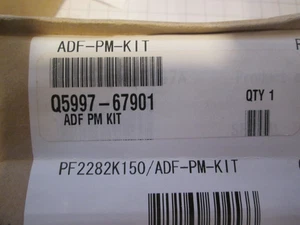 ADF-PM-KIT
Q5997-67901
QTY 1
ADF PM KIT
PF2282K150/ADF-PM-KIT